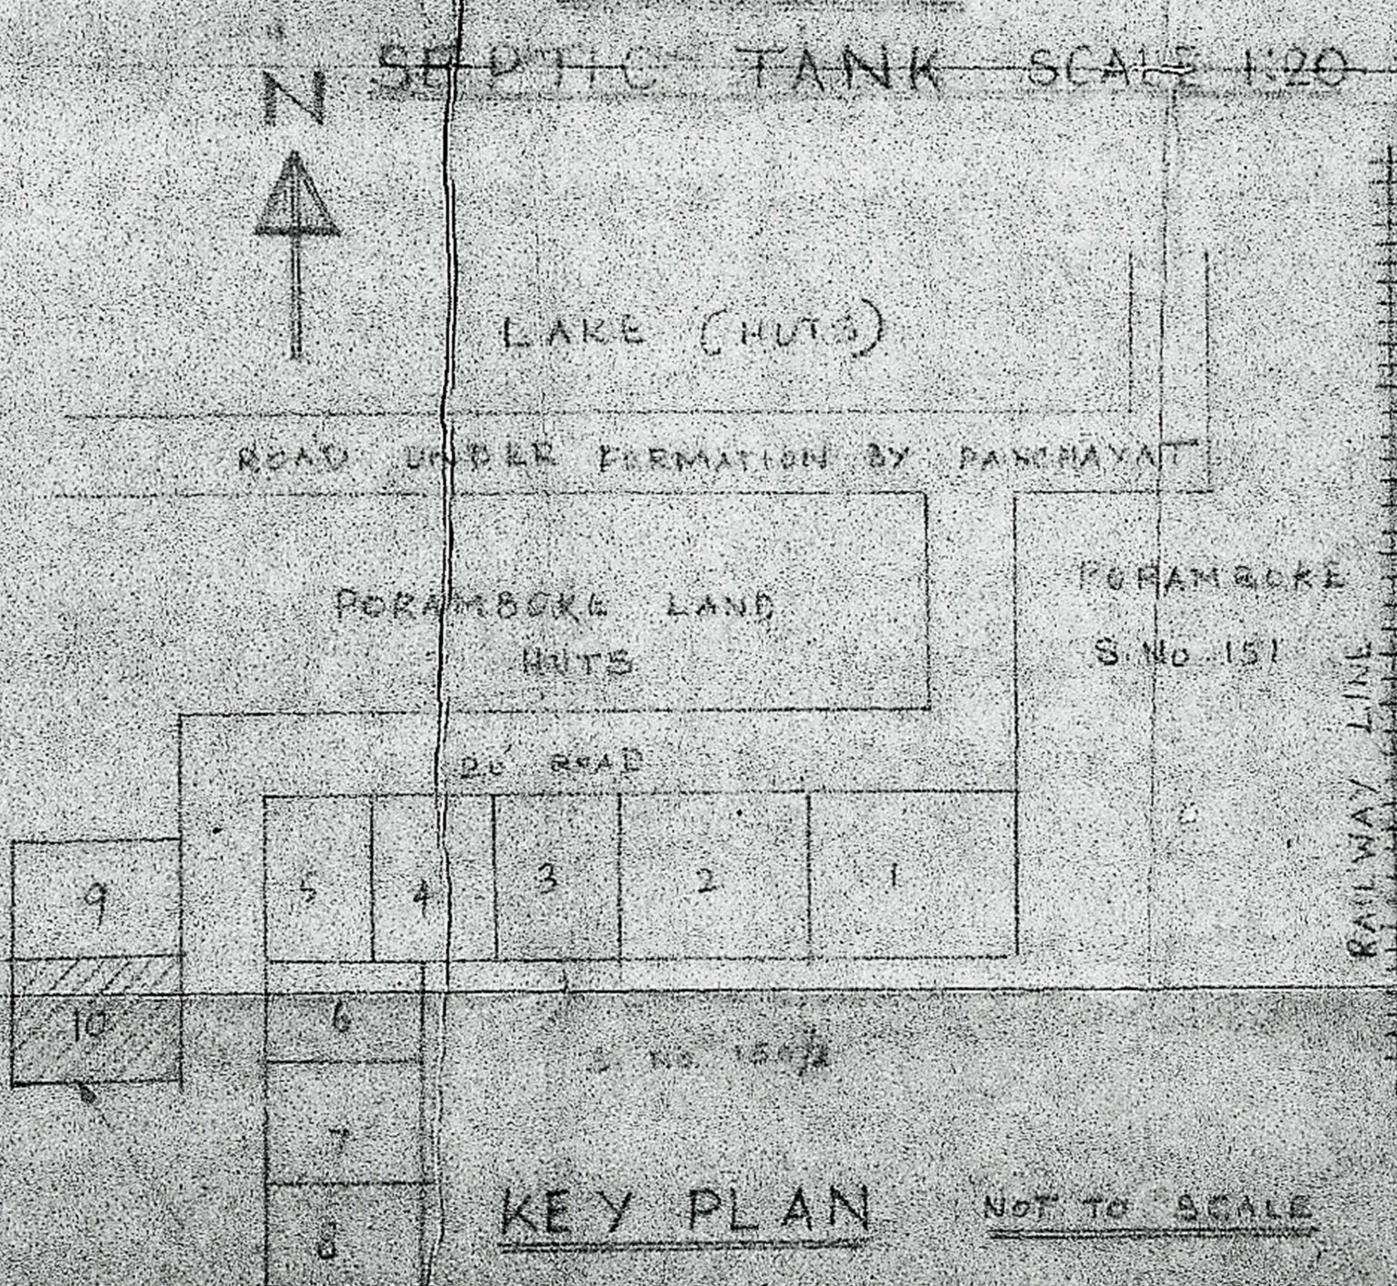 SEPTIC TANK SCALE 1:20
N
LAKE (HUTS)
ROAD UNDER FORMATION BY PANCHAYAT
PORAMBOKE LAND
HUTS
PORAMBOKE
S.No 151
RAILWAY LINE
20' ROAD
5 4 3 2 1
9
10
6
S. No.
7
8
KEY PLAN NOT TO SCALE